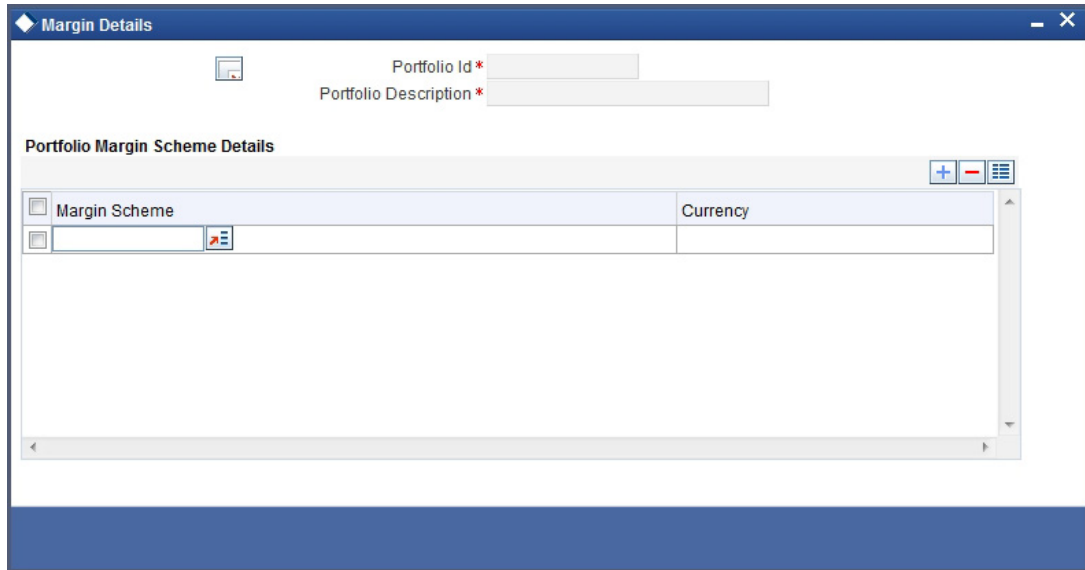 Margin Details
Portfolio Id *
Portfolio Description *
Portfolio Margin Scheme Details
Margin Scheme Currency